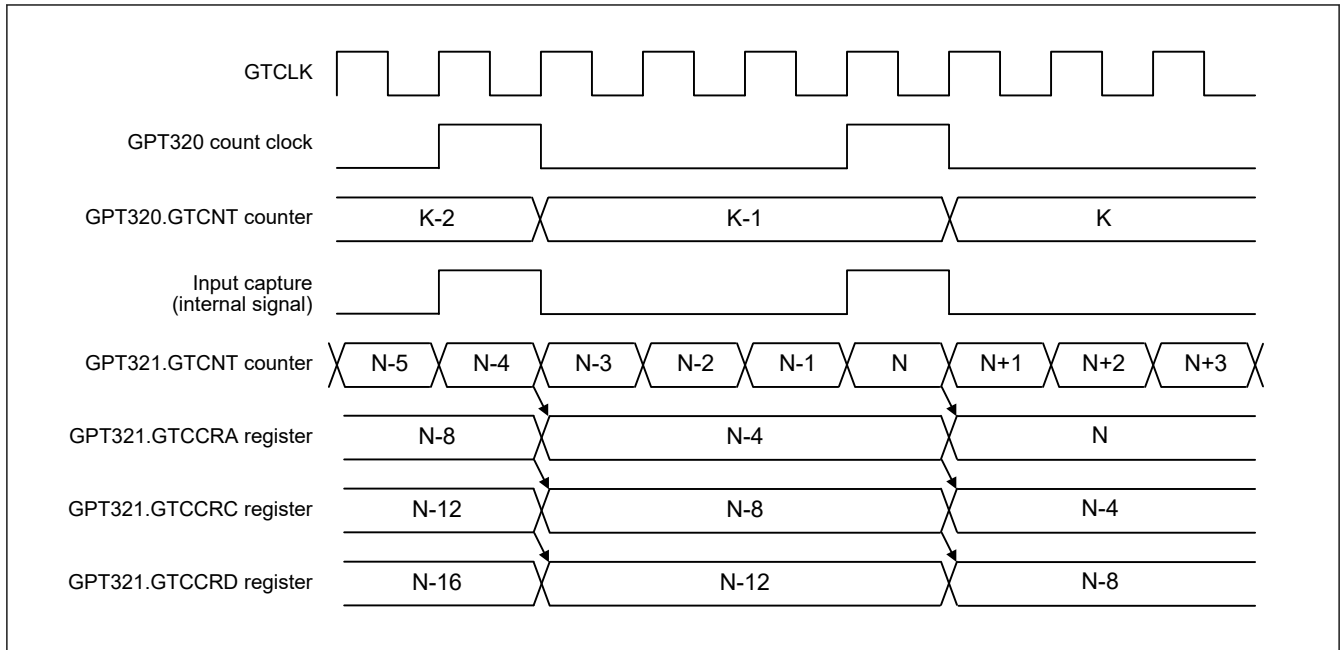 GTCLK
GPT320 count clock
GPT320.GTCNT counter
K-2 K-1 K
Input capture
(internal signal)
GPT321.GTCNT counter
N-5 N-4 N-3 N-2 N-1 N N+1 N+2 N+3
GPT321.GTCCRA register
N-8 N-4 N
GPT321.GTCCRC register
N-12 N-8 N-4
GPT321.GTCCRD register
N-16 N-12 N-8